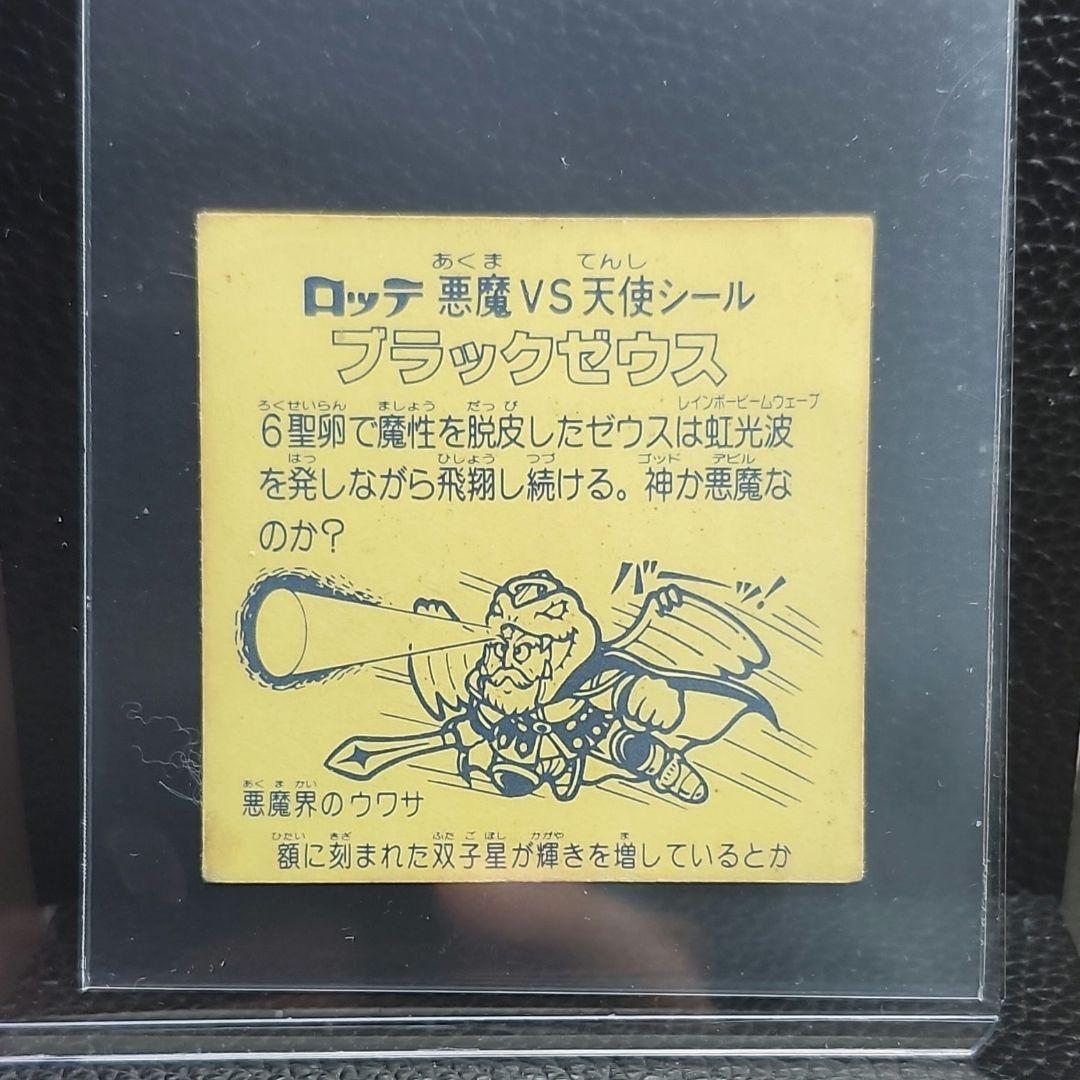 あくま てんし
ロッテ 悪魔VS天使シール
ブラックゼウス
ろくせいらん ましょう だっぴ レインボービームウェーブ
6聖卵で魔性を脱皮したゼウスは虹光波
はっ ひしょう つづ ゴッド デビル
を発しながら飛翔し続ける。神か悪魔な
のか?
バッ!
あくまかい
悪魔界のウワサ
ひたい きざ ふたごぼし かがや ま
額に刻まれた双子星が輝きを増しているとか